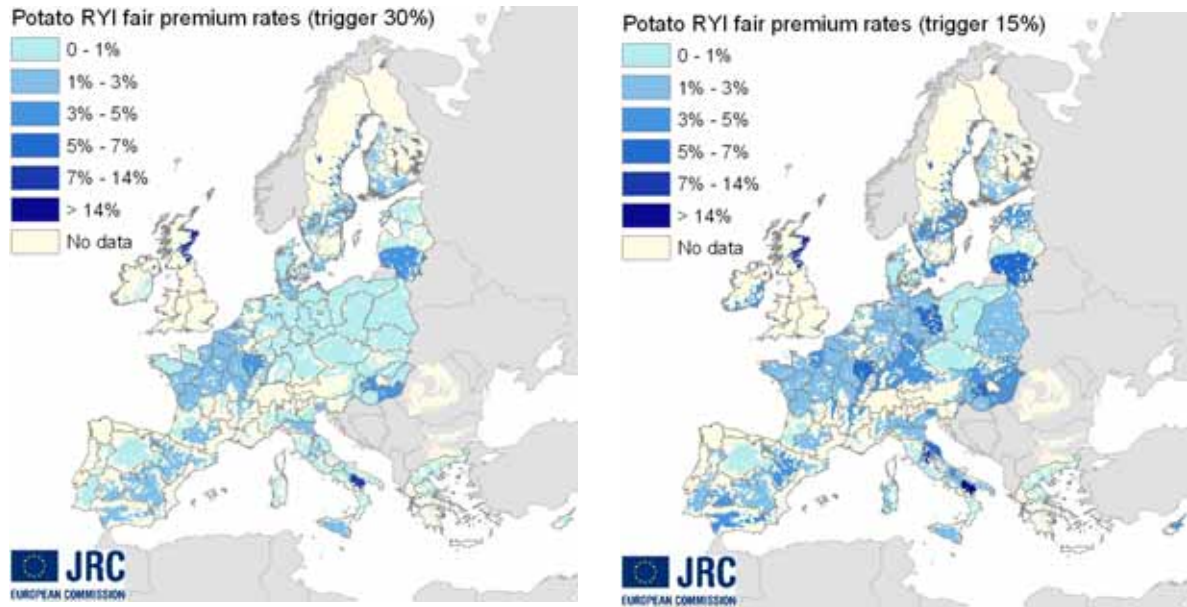 Potato RYI fair premium rates (trigger 30%)
0 - 1%
1% - 3%
3% - 5%
5% - 7%
7% - 14%
> 14%
No data
JRC
EUROPEAN COMMISSION
Potato RYI fair premium rates (trigger 15%)
0 - 1%
1% - 3%
3% - 5%
5% - 7%
7% - 14%
> 14%
No data
JRC
EUROPEAN COMMISSION